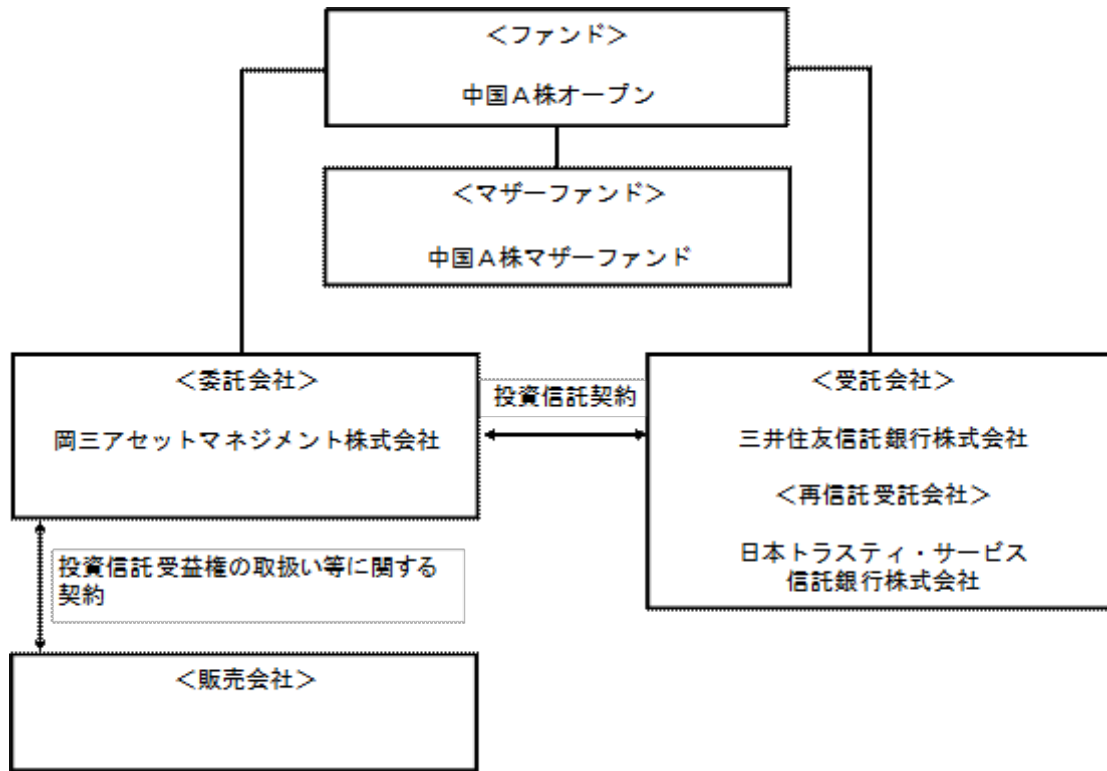 ＜ファンド＞
中国Ａ株オープン
＜マザーファンド＞
中国Ａ株マザーファンド
＜委託会社＞
岡三アセットマネジメント株式会社
投資信託契約
＜受託会社＞
三井住友信託銀行株式会社
＜再信託受託会社＞
日本トラスティ・サービス
信託銀行株式会社
投資信託受益権の取扱い等に関する
契約
＜販売会社＞